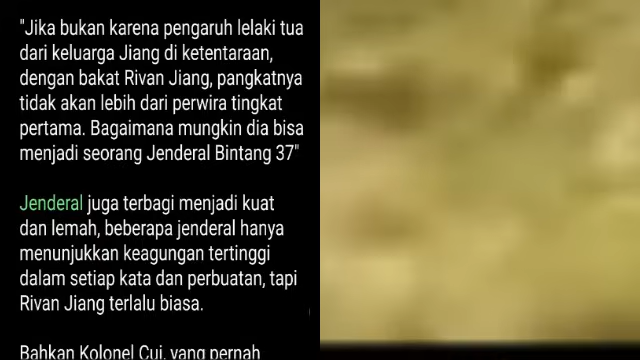 "Jika bukan karena pengaruh lelaki tua
dari keluarga Jiang di ketentaraan,
dengan bakat Rivan Jiang, pangkatnya
tidak akan lebih dari perwira tingkat
pertama. Bagaimana mungkin dia bisa
menjadi seorang Jenderal Bintang 37"
Jenderal juga terbagi menjadi kuat
dan lemah, beberapa jenderal hanya
menunjukkan keagungan tertinggi
dalam setiap kata dan perbuatan, tapi
Rivan Jiang terlalu biasa.
Bahkan Kolonel Cui, yang pernah